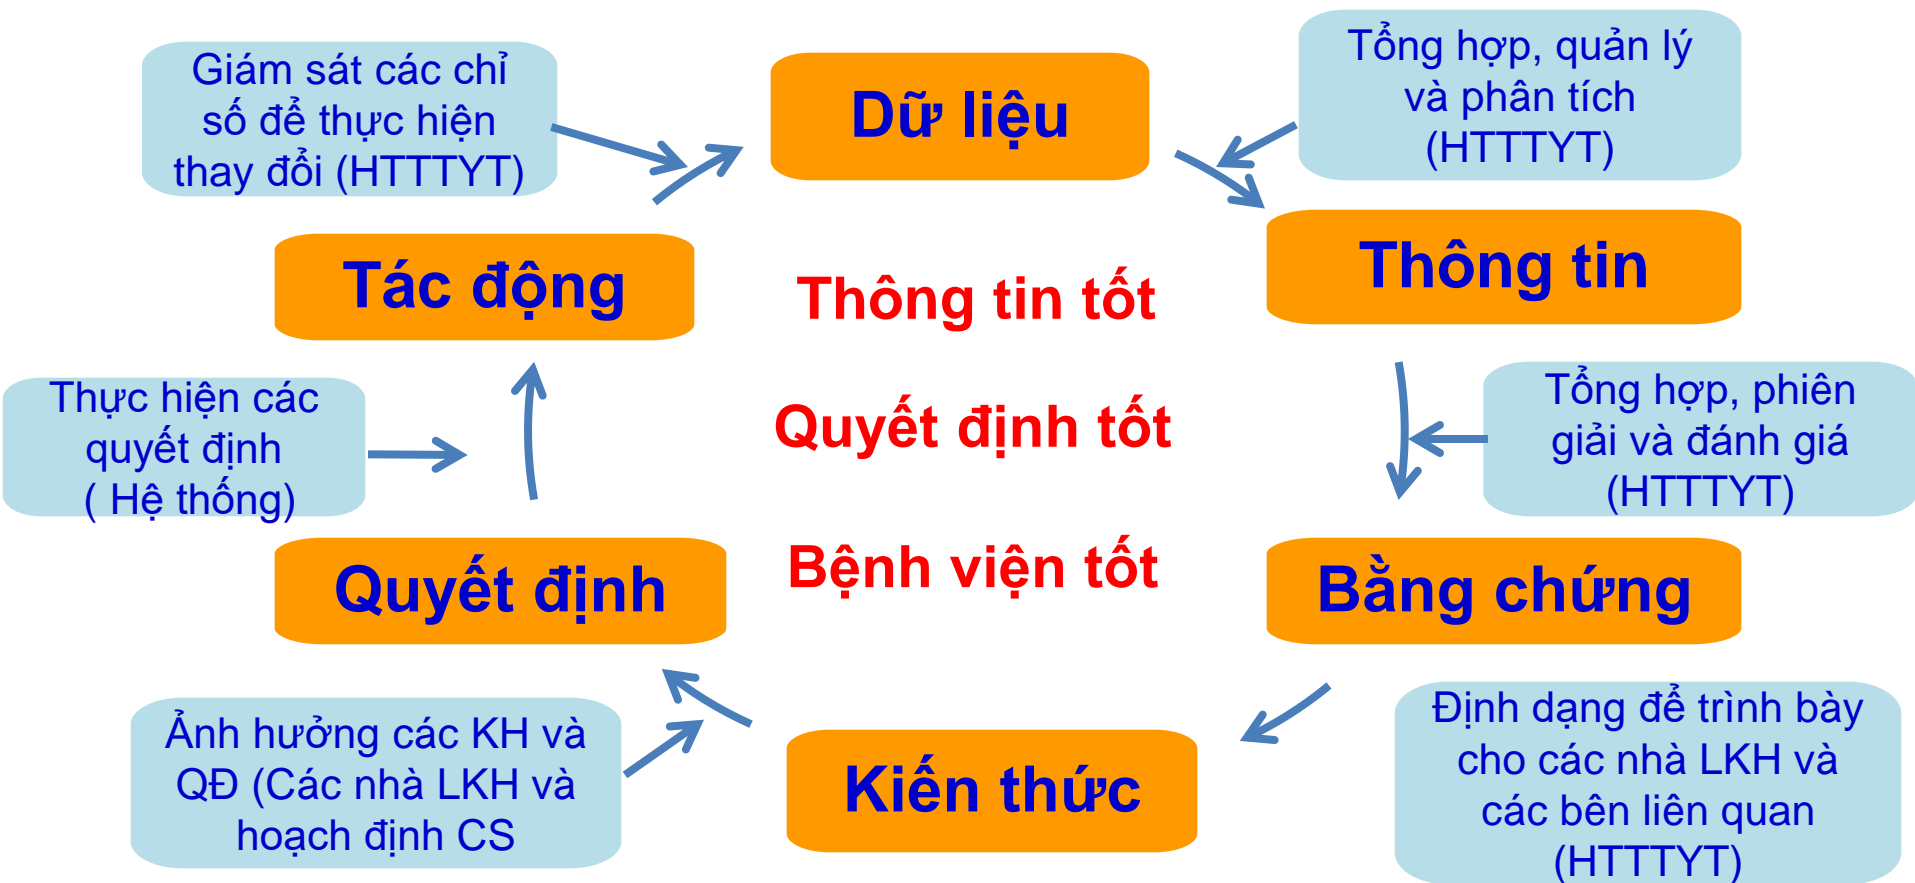 Giám sát các chỉ
số để thực hiện
thay đổi (HTTTYT)
Dữ liệu
Tổng hợp, quản lý
và phân tích
(HTTTYT)
Tác động
Thông tin tốt
Thông tin
Thực hiện các
quyết định
( Hệ thống)
Quyết định tốt
Tổng hợp, phiên
giải và đánh giá
(HTTTYT)
Quyết định
Bệnh viện tốt
Bằng chứng
Ảnh hưởng các KH và
QĐ (Các nhà LKH và
hoạch định CS
Kiến thức
Định dạng để trình bày
cho các nhà LKH và
các bên liên quan
(HTTTYT)